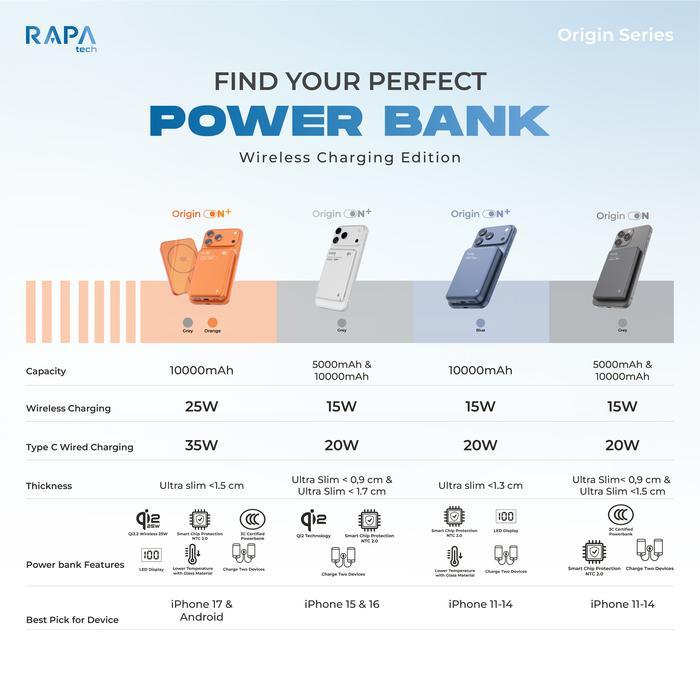 RAPA
tech
Origin Series
FIND YOUR PERFECT
POWER BANK
Wireless Charging Edition
Origin ON+
Origin ON+
Origin ON+
Origin ON
Grey Orange
Grey
Blue
Grey
Capacity
10000mAh
5000mAh &
10000mAh
10000mAh
5000mAh &
10000mAh
Wireless Charging
25W
15W
15W
15W
Type C Wired Charging
35W
20W
20W
20W
Thickness
Ultra slim <1.5 cm
Ultra Slim < 0,9 cm &
Ultra Slim < 1.7 cm
Ultra slim <1.3 cm
Ultra Slim< 0,9 cm &
Ultra Slim <1.5 cm
Power bank Features
qi2
25W
Qi2.2 Wireless 25W
Smart Chip Protection
NTC 2.0
CCC
3C Certified
Powerbank
100
LED Display
Lower Temperature
with Glass Material
Charge Two Devices
qi2
Qi2 Technology
Smart Chip Protection
NTC 2.0
Charge Two Devices
Smart Chip Protection
NTC 2.0
100
LED Display
Lower Temperature
with Glass Material
Charge Two Devices
CCC
3C Certified
Powerbank
Smart Chip Protection
NTC 2.0
Charge Two Devices
Best Pick for Device
iPhone 17 &
Android
iPhone 15 & 16
iPhone 11-14
iPhone 11-14